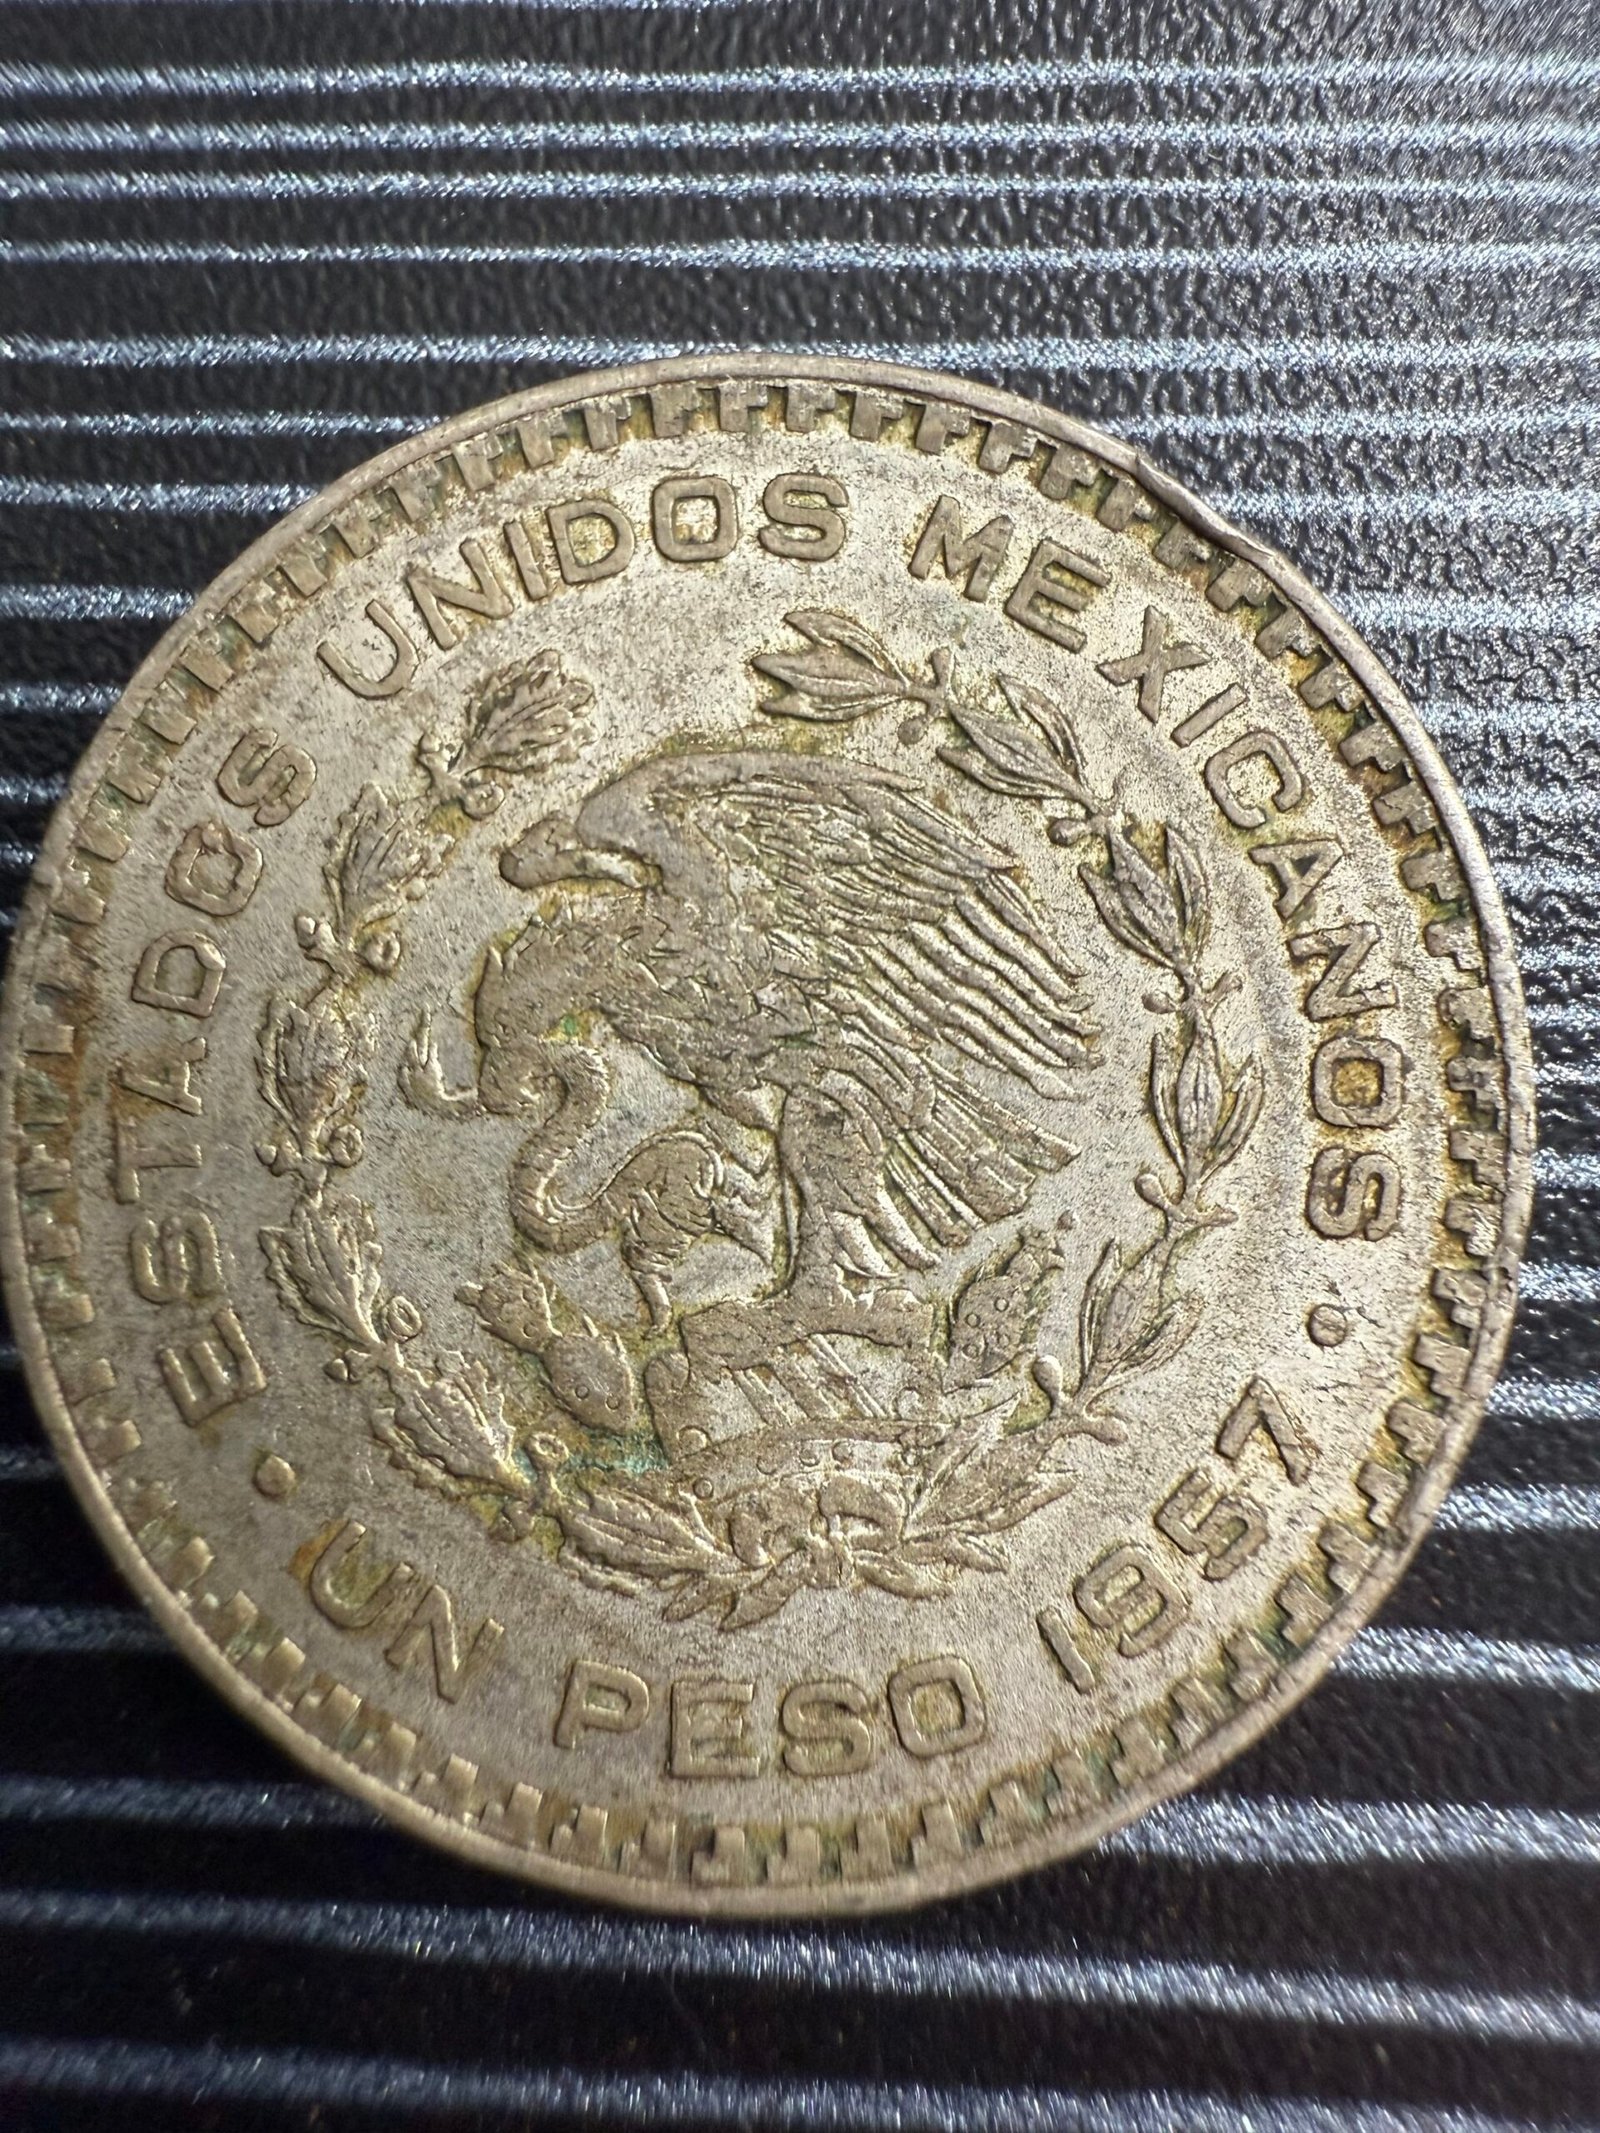 ESTADOS UNIDOS MEXICANOS
• UN PESO 1957 •